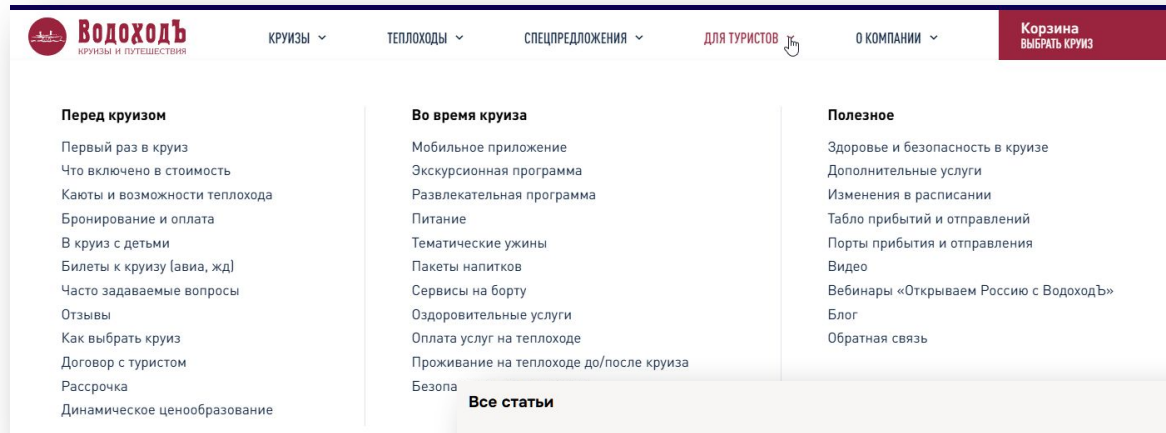 ВодоходЪ
КРУИЗЫ И ПУТЕШЕСТВИЯ
КРУИЗЫ
ТЕПЛОХОДЫ
СПЕЦПРЕДЛОЖЕНИЯ
ДЛЯ ТУРИСТОВ
О КОМПАНИИ
Корзина
ВЫБРАТЬ КРУИЗ
Перед круизом
Первый раз в круиз
Что включено в стоимость
Каюты и возможности теплохода
Бронирование и оплата
В круиз с детьми
Билеты к круизу (авиа, жд)
Часто задаваемые вопросы
Отзывы
Как выбрать круиз
Договор с туристом
Рассрочка
Динамическое ценообразование
Во время круиза
Мобильное приложение
Экскурсионная программа
Развлекательная программа
Питание
Тематические ужины
Пакеты напитков
Сервисы на борту
Оздоровительные услуги
Оплата услуг на теплоходе
Проживание на теплоходе до/после круиза
Безопа
Полезное
Здоровье и безопасность в круизе
Дополнительные услуги
Изменения в расписании
Табло прибытий и отправлений
Порты прибытия и отправления
Видео
Вебинары «Открываем Россию с ВодоходЪ»
Блог
Обратная связь
Все статьи